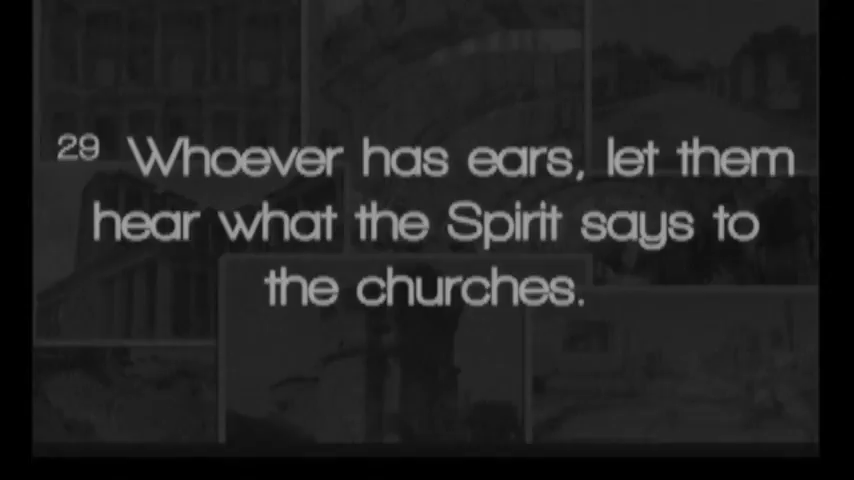 29 Whoever has ears, let them
hear what the Spirit says to
the churches.